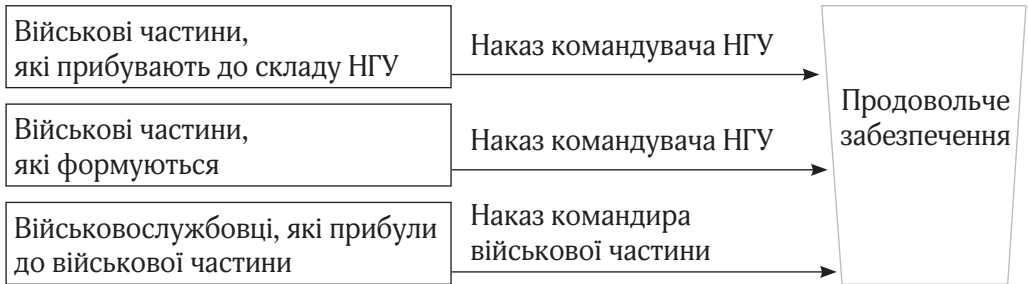 Військові частини,
які прибувають до складу НГУ
Наказ командувача НГУ
Військові частини,
які формуються
Наказ командувача НГУ
Військовослужбовці, які прибули
до військової частини
Наказ командира
військової частини
Продовольче
забезпечення